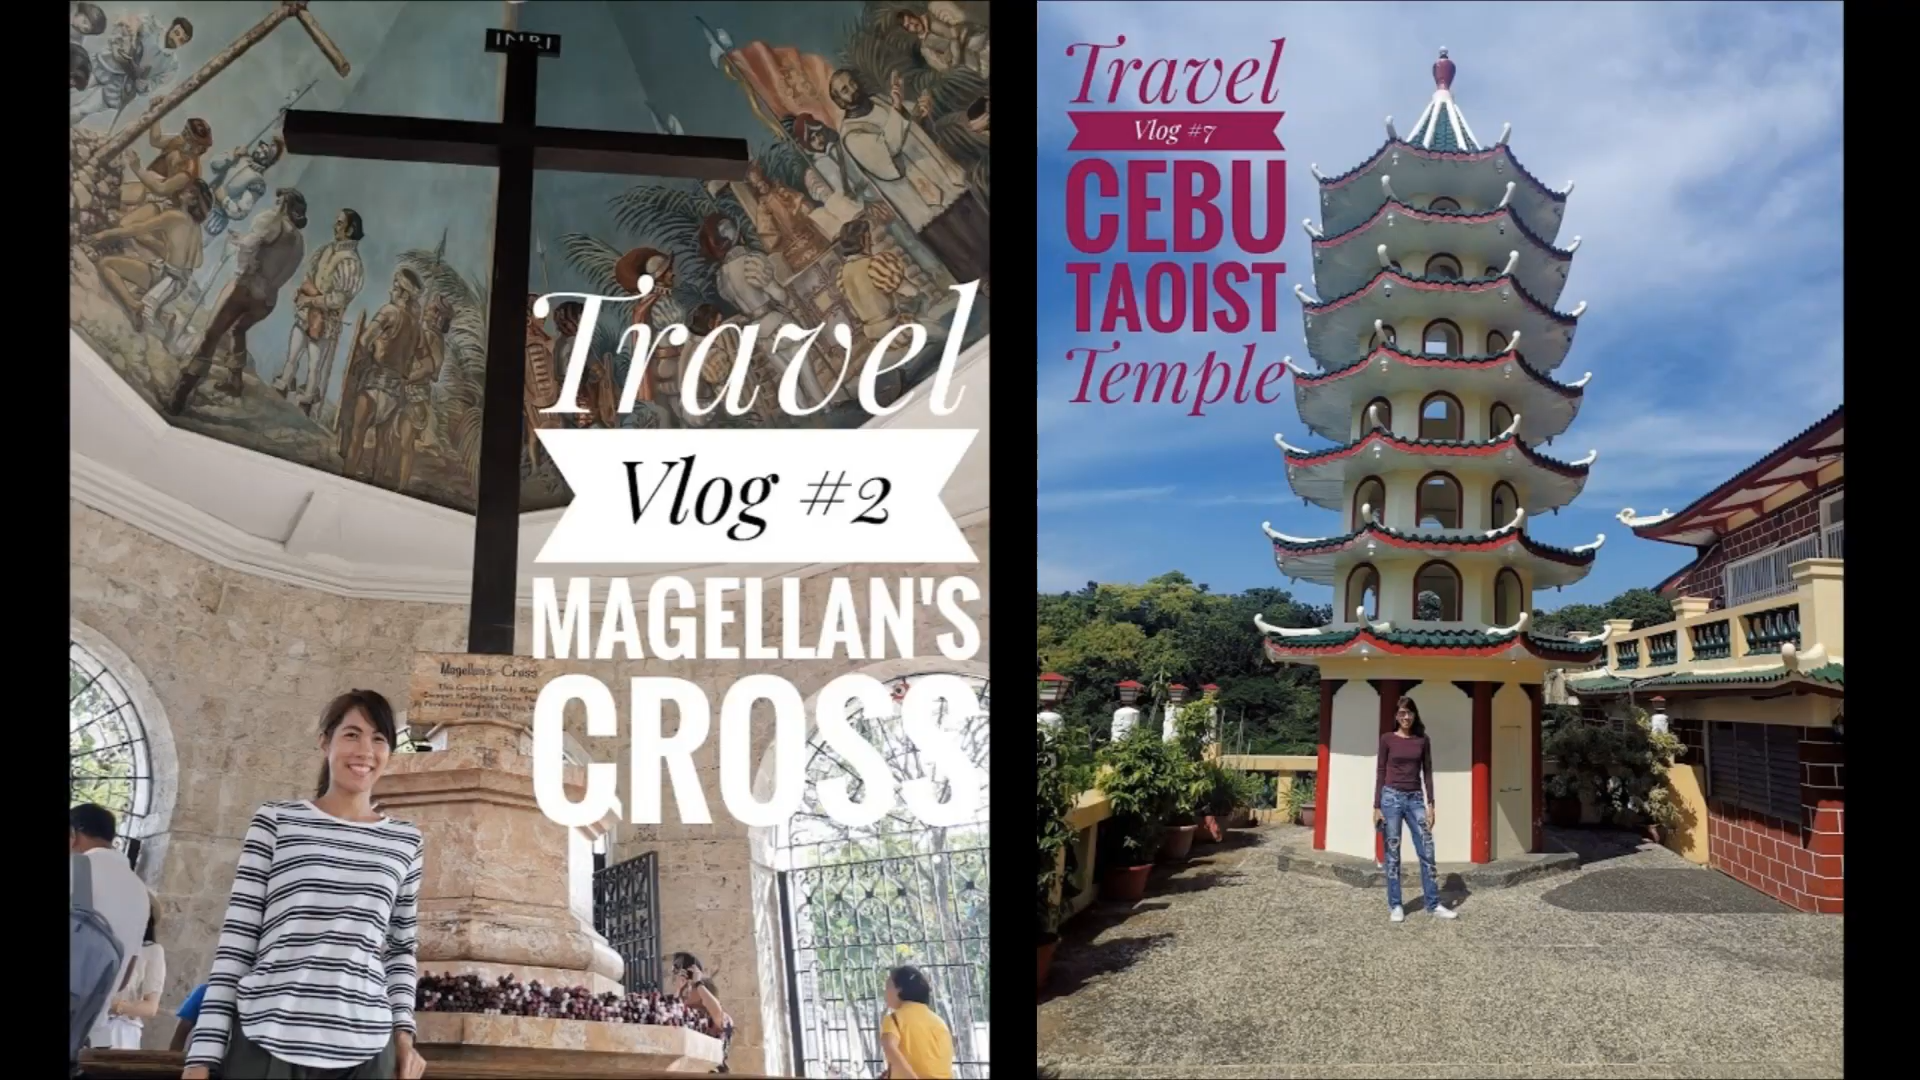 INRI
Travel
Vlog #2
MAGELLAN'S
CROSS
Magellan's Cross
Travel
Vlog #7
CEBU
TAOIST
Temple